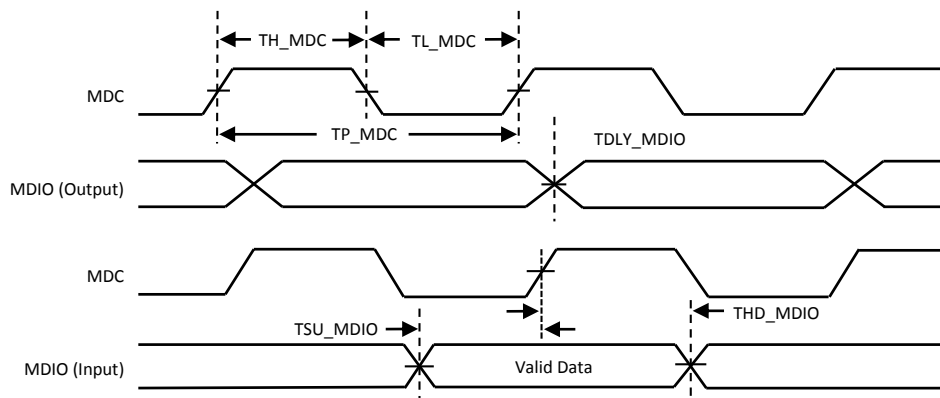 TH_MDC
TL_MDC
MDC
TP_MDC
TDLY_MDIO
MDIO (Output)
MDC
TSU_MDIO
THD_MDIO
MDIO (Input)
Valid Data